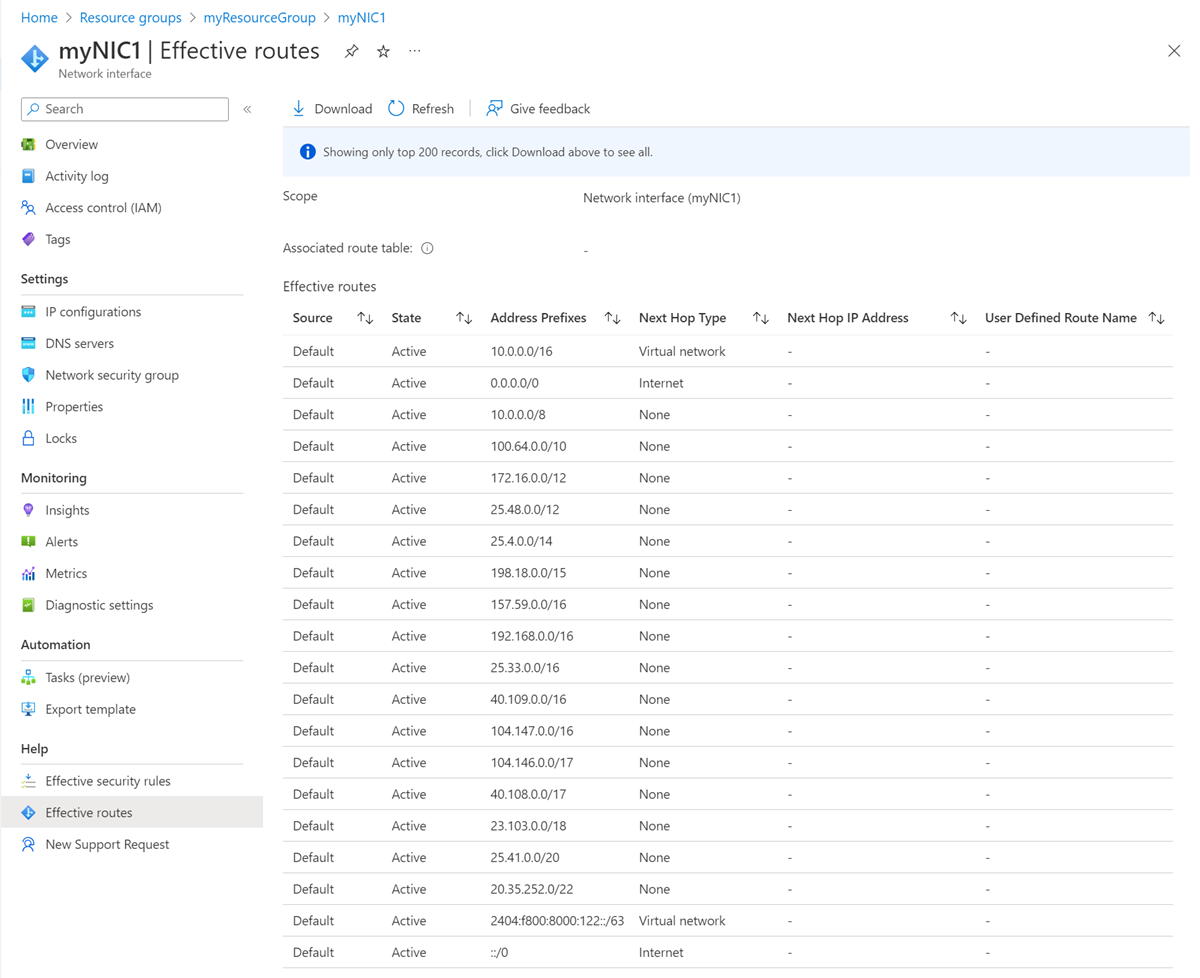 Home > Resource groups > myResourceGroup > myNIC1
myNIC1 | Effective routes ...
Network interface
Search «
Download Refresh Give feedback
Showing only top 200 records, click Download above to see all.
Overview
Activity log
Access control (IAM)
Tags
Settings
IP configurations
DNS servers
Network security group
Properties
Locks
Monitoring
Insights
Alerts
Metrics
Diagnostic settings
Automation
Tasks (preview)
Export template
Help
Effective security rules
Effective routes
New Support Request
Scope Network interface (myNIC1)
Associated route table: -
Effective routes
Source State Address Prefixes Next Hop Type Next Hop IP Address User Defined Route Name
Default Active 10.0.0.0/16 Virtual network - -
Default Active 0.0.0.0/0 Internet - -
Default Active 10.0.0.0/8 None - -
Default Active 100.64.0.0/10 None - -
Default Active 172.16.0.0/12 None - -
Default Active 25.48.0.0/12 None - -
Default Active 25.4.0.0/14 None - -
Default Active 198.18.0.0/15 None - -
Default Active 157.59.0.0/16 None - -
Default Active 192.168.0.0/16 None - -
Default Active 25.33.0.0/16 None - -
Default Active 40.109.0.0/16 None - -
Default Active 104.147.0.0/16 None - -
Default Active 104.146.0.0/17 None - -
Default Active 40.108.0.0/17 None - -
Default Active 23.103.0.0/18 None - -
Default Active 25.41.0.0/20 None - -
Default Active 20.35.252.0/22 None - -
Default Active 2404:f800:8000:122::/63 Virtual network - -
Default Active ::/0 Internet - -